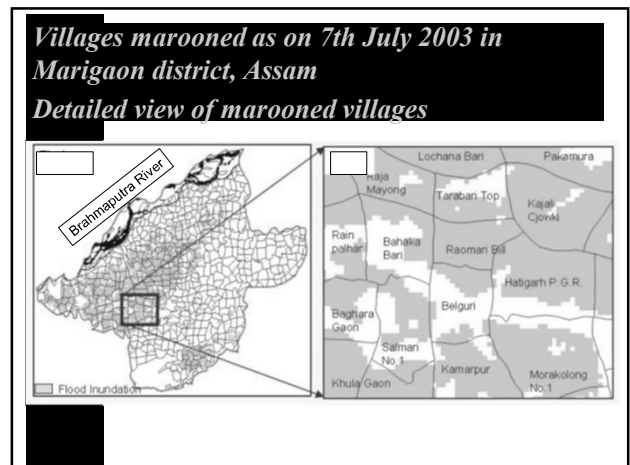 Villages marooned as on 7th July 2003 in
Marigaon district, Assam
Detailed view of marooned villages
Brahmaputra River
Flood Inundation
Lochana Bari
Pakamura
Raja
Mayong
Tarabari Top
Kajali
Cjowki
Rain
paihar
Bahaka
Bari
Raomari Bill
Hatigarh P.G.R.
Baghara
Gaon
Belguri
Salmari
No.1
Khula Gaon
Kamarpur
Morakolong
No.1